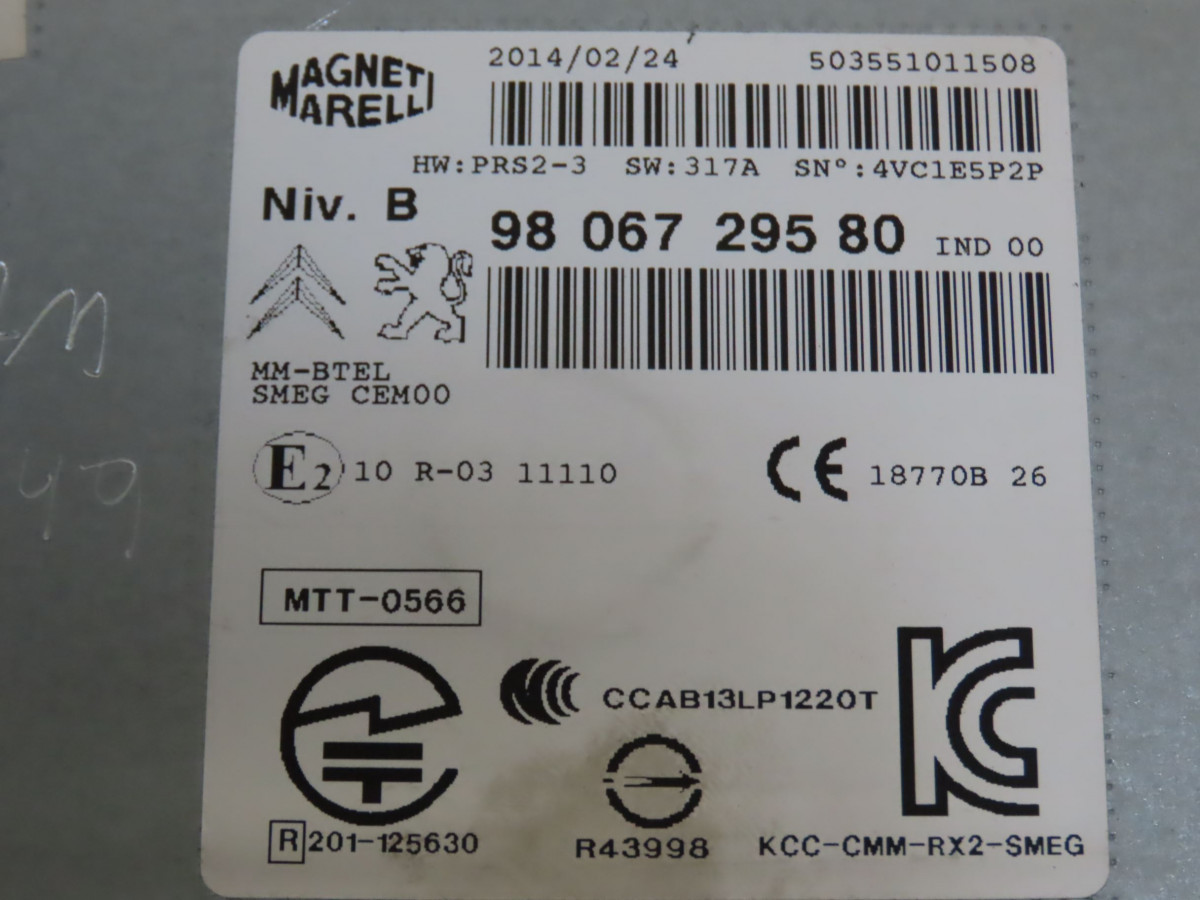 MAGNETI MARELLI
2014/02/24 503551011508
HW:PRS2-3 SW:317A SN°:4VC1E5P2P
Niv. B
98 067 295 80 IND 00
MM-BTEL
SMEG CEM00
E2 10 R-03 11110
CE 18770B 26
MTT-0566
CCAB13LP1220T
KC
R 201-125630
R43998
KCC-CMM-RX2-SMEG